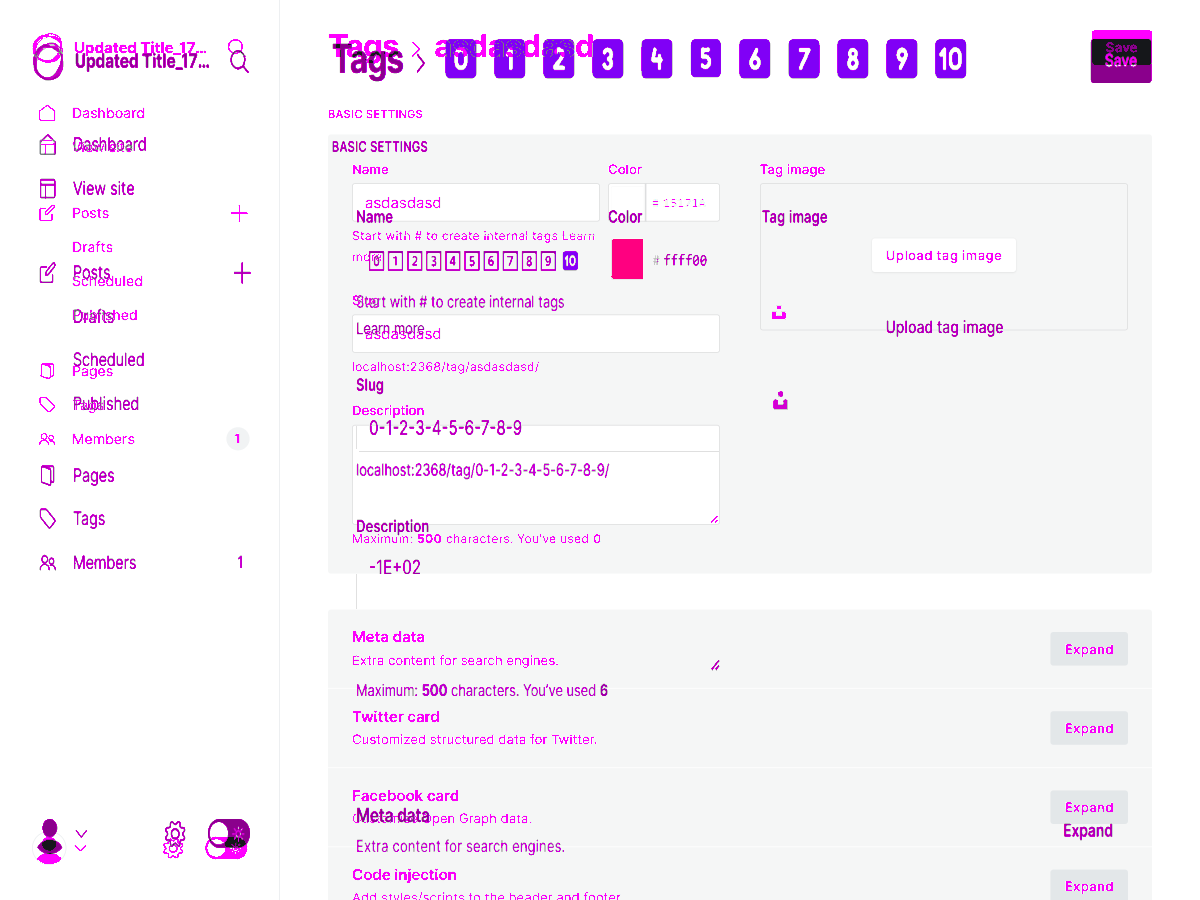 Updated Title_17...
Updated Title_17...
Dashboard
Dashboard
View site
View site
Posts
Drafts
Posts
Scheduled
Drafts
Published
Scheduled
Pages
Tags
Published
Members 1
Pages
Tags
Members 1
Tags > asdasdasd
Tags > 0 1 2 3 4 5 6 7 8 9 10
Save
Save
BASIC SETTINGS
BASIC SETTINGS
Name
Color
Tag image
asdasdasd
Name
Color
Tag image
Start with # to create internal tags Learn
more
0 1 2 3 4 5 6 7 8 9 10
# ffff00
Upload tag image
Slug
Start with # to create internal tags
Learn more
asdasdasd
Upload tag image
localhost:2368/tag/asdasdasd/
Slug
Description
0-1-2-3-4-5-6-7-8-9
localhost:2368/tag/0-1-2-3-4-5-6-7-8-9/
Description
Maximum: 500 characters. You've used 0
-1E+02
Meta data
Extra content for search engines.
Expand
Maximum: 500 characters. You've used 6
Twitter card
Customized structured data for Twitter.
Expand
Facebook card
Expand
Meta data
Customize Open Graph data.
Expand
Extra content for search engines.
Code injection
Add styles/scripts to the header and footer.
Expand